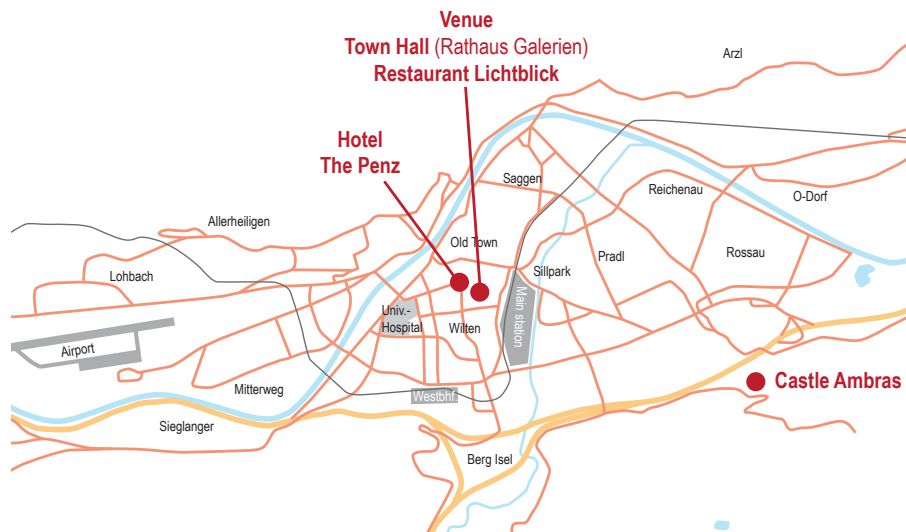 Venue
Town Hall (Rathaus Galerien)
Restaurant Lichtblick
Arzl
Hotel
The Penz
Saggen
Reichenau
O-Dorf
Allerheiligen
Old Town
Rossau
Pradl
Lohbach
Sillpark
Main station
Univ.-
Hospital
Wilten
Airport
Mitterweg
Castle Ambras
Westbhf.
Sieglanger
Berg Isel